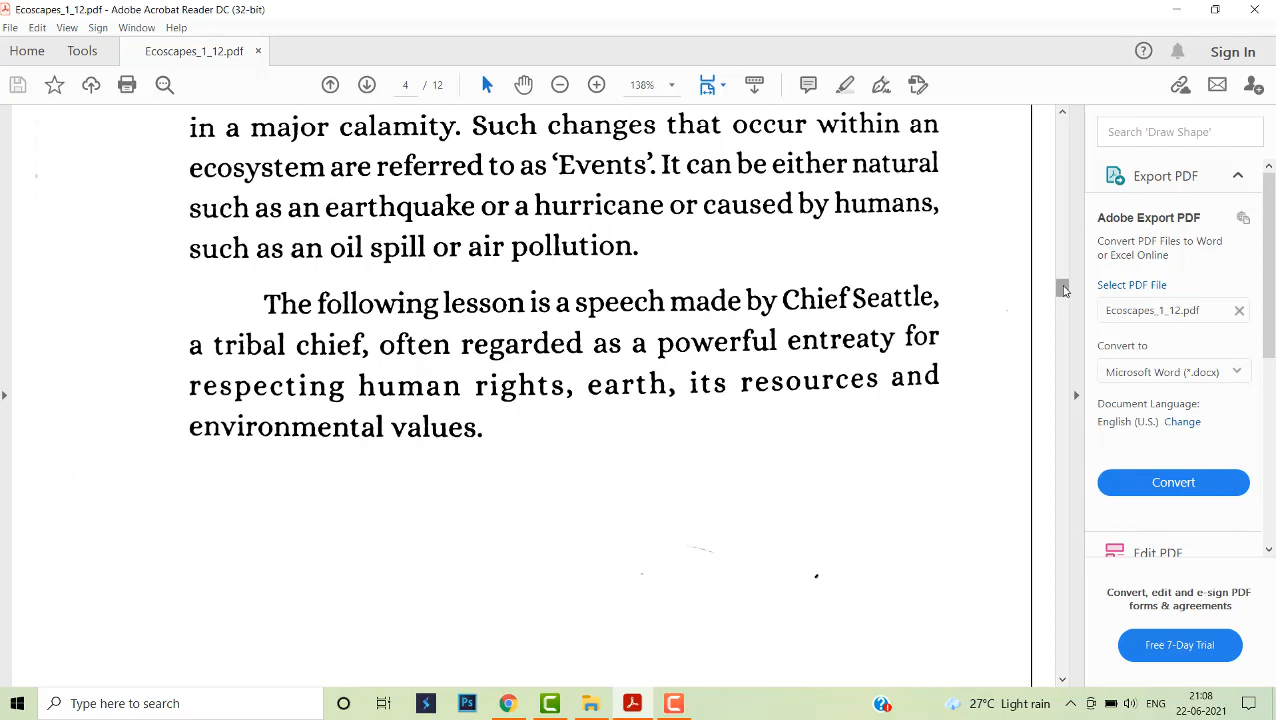 Ecoscapes_1_12.pdf - Adobe Acrobat Reader DC (32-bit)
File Edit View Sign Window Help
Home Tools Ecoscapes_1_12.pdf × Sign In
4 / 12 138%
in a major calamity. Such changes that occur within an
ecosystem are referred to as ‘Events’. It can be either natural
such as an earthquake or a hurricane or caused by humans,
such as an oil spill or air pollution.
The following lesson is a speech made by Chief Seattle,
a tribal chief, often regarded as a powerful entreaty for
respecting human rights, earth, its resources and
environmental values.
Search 'Draw Shape'
Export PDF
Adobe Export PDF
Convert PDF Files to Word
or Excel Online
Select PDF File
Ecoscapes_1_12.pdf
Convert to
Microsoft Word (*.docx)
Document Language:
English (U.S.) Change
Convert
Edit PDF
Convert, edit and e-sign PDF
forms & agreements
Free 7-Day Trial
Type here to search
Ps
27°C Light rain
ENG
21:08
22-06-2021